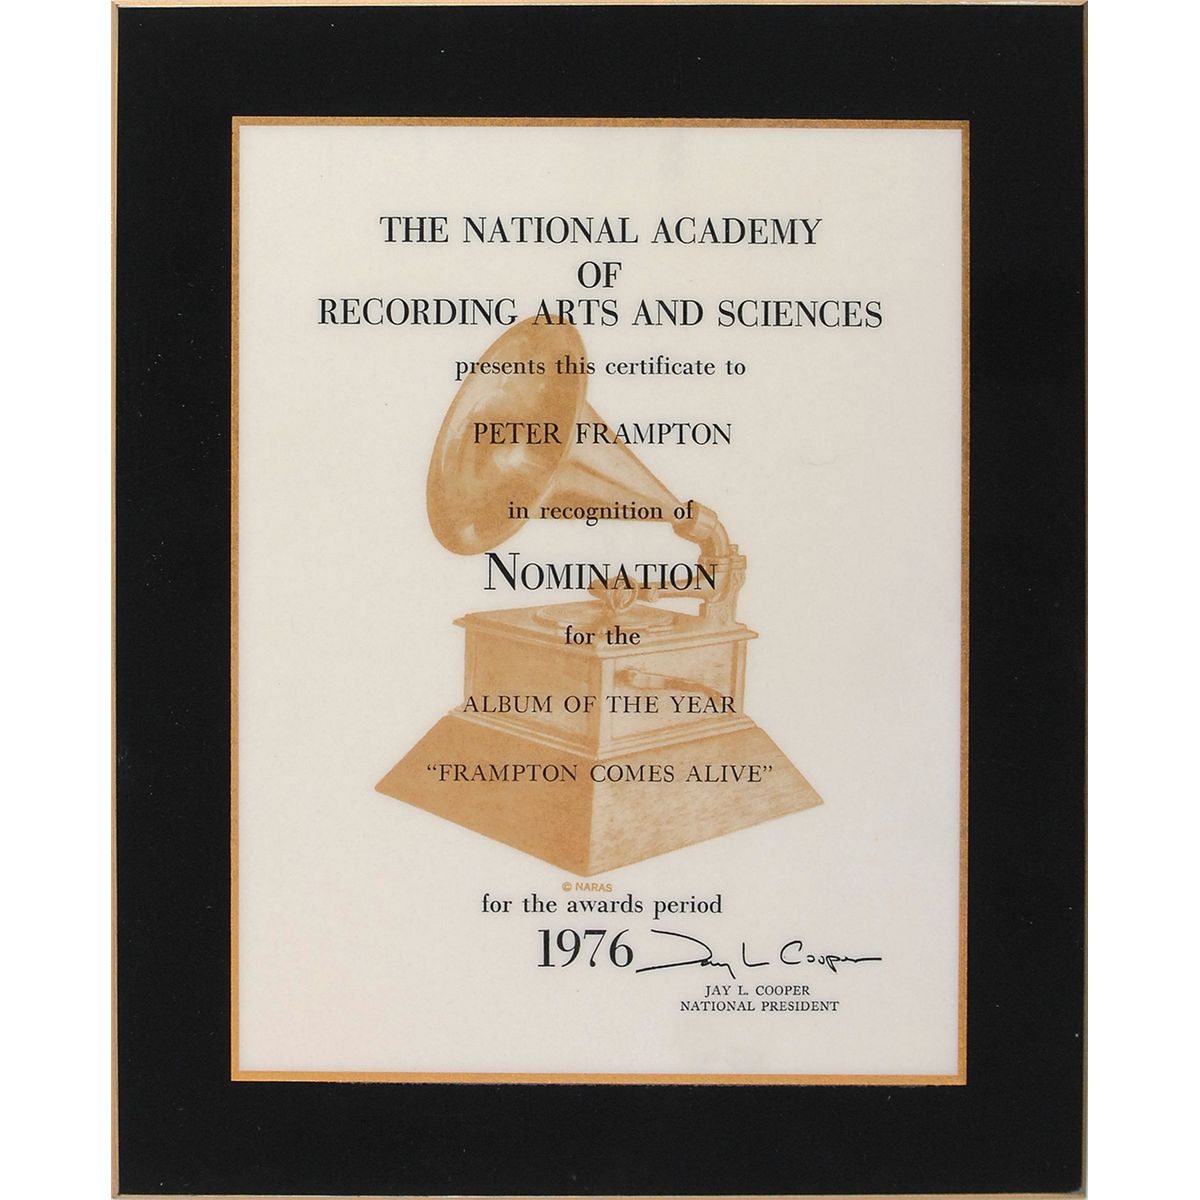 THE NATIONAL ACADEMY
OF
RECORDING ARTS AND SCIENCES
presents this certificate to
PETER FRAMPTON
in recognition of
NOMINATION
for the
ALBUM OF THE YEAR
“FRAMPTON COMES ALIVE”
© NARAS
for the awards period
1976 Jay L Cooper
JAY L. COOPER
NATIONAL PRESIDENT